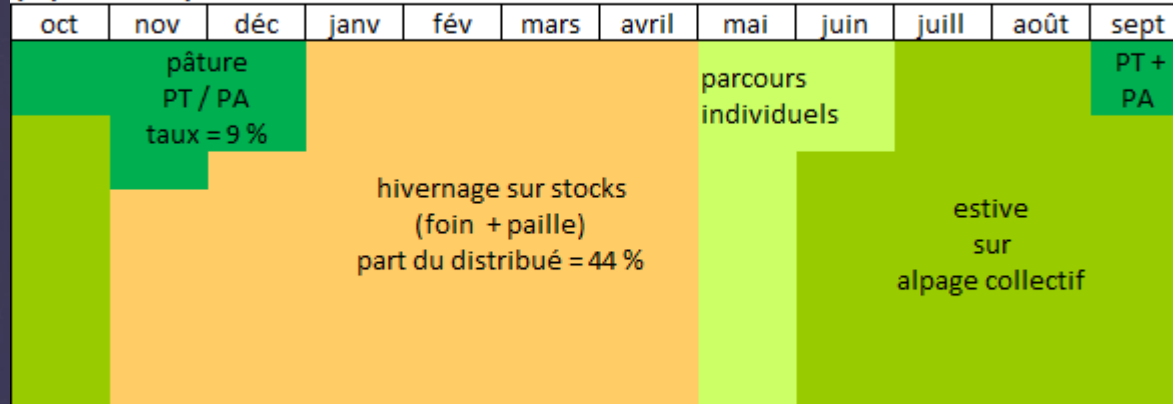 oct nov déc janv fév mars avril mai juin juill août sept
pâture
PT / PA
taux = 9 %
parcours
individuels
PT +
PA
hivernage sur stocks
(foin + paille)
part du distribué = 44 %
estive
sur
alpage collectif